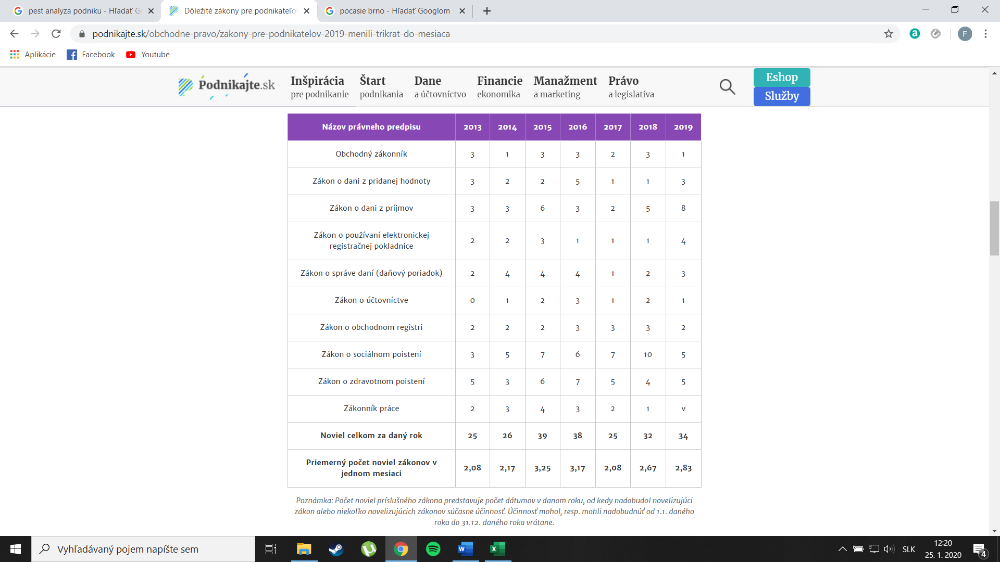 pest analyza podniku - Hľadať G
Dôležité zákony pre podnikateľo
pocasie brno - Hľadať Googlom
podnikajte.sk/obchodne-pravo/zakony-pre-podnikatelov-2019-menili-trikrat-do-mesiaca
F
Aplikácie Facebook Youtube
Podnikajte.sk
Inšpirácia
pre podnikanie
Štart
podnikania
Dane
a účtovníctvo
Financie
ekonomika
Manažment
a marketing
Právo
a legislatíva
Eshop
Služby
Názov právneho predpisu 2013 2014 2015 2016 2017 2018 2019
Obchodný zákonník 3 1 3 3 2 3 1
Zákon o dani z pridanej hodnoty 3 2 2 5 1 1 3
Zákon o dani z príjmov 3 3 6 3 2 5 8
Zákon o používaní elektronickej
registračnej pokladnice 2 2 3 1 1 1 4
Zákon o správe daní (daňový poriadok) 2 4 4 4 1 2 3
Zákon o účtovníctve 0 1 2 3 1 2 1
Zákon o obchodnom registri 2 2 2 3 3 3 2
Zákon o sociálnom poistení 3 5 7 6 7 10 5
Zákon o zdravotnom poistení 5 3 6 7 5 4 5
Zákonník práce 2 3 4 3 2 1 v
Noviel celkom za daný rok 25 26 39 38 25 32 34
Priemerný počet noviel zákonov v
jednom mesiaci 2,08 2,17 3,25 3,17 2,08 2,67 2,83
Poznámka: Počet noviel príslušného zákona predstavuje počet dátumov v danom roku, od kedy nadobudol novelizujúci
zákon alebo niekoľko novelizujúcich zákonov súčasne účinnosť. Účinnosť mohol, resp. mohli nadobudnúť od 1.1. daného
roka do 31.12. daného roka vrátane.
Vyhľadávaný pojem napíšte sem
SLK
12:20
25. 1. 2020
4